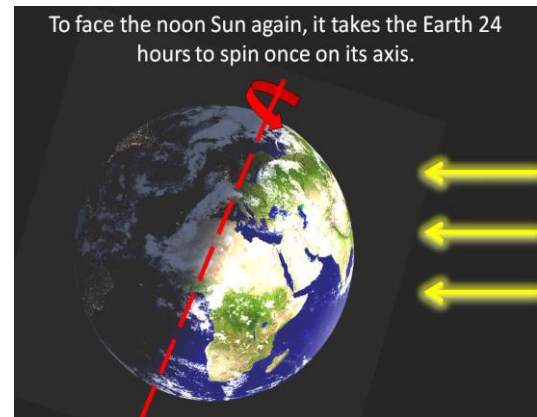 To face the noon Sun again, it takes the Earth 24
hours to spin once on its axis.